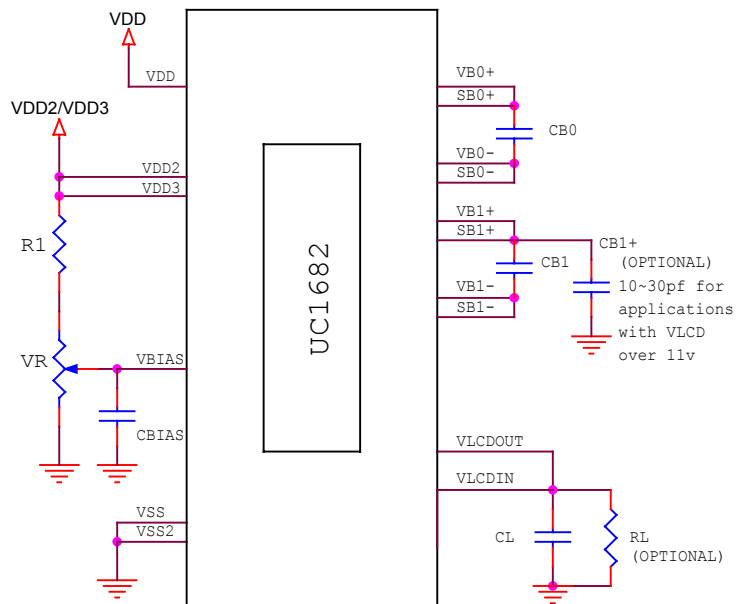 VDD
VDD
VDD2/VDD3
VDD2
VDD3
R1
VR
VBIAS
CBIAS
VSS
VSS2
UC1682
VB0+
SB0+
CB0
VB0-
SB0-
VB1+
SB1+
CB1
VB1-
SB1-
CB1+
(OPTIONAL)
10~30pf for
applications
with VLCD
over 11v
VLCDOUT
VLCDIN
CL
RL
(OPTIONAL)